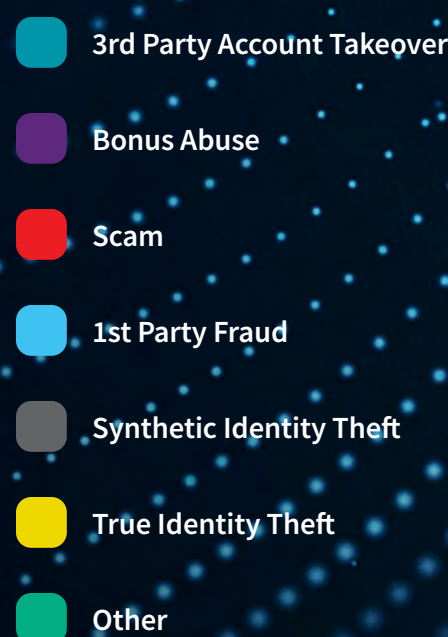 3rd Party Account Takeover
Bonus Abuse
Scam
1st Party Fraud
Synthetic Identity Theft
True Identity Theft
Other